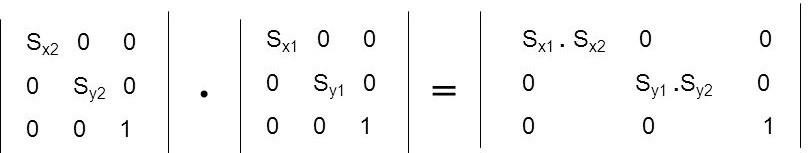 | Sx2 0 0 | | Sx1 0 0 | | Sx1 . Sx2 0 0 |
| 0 Sy2 0 | . | 0 Sy1 0 | = | 0 Sy1 .Sy2 0 |
| 0 0 1 | | 0 0 1 | | 0 0 1 |